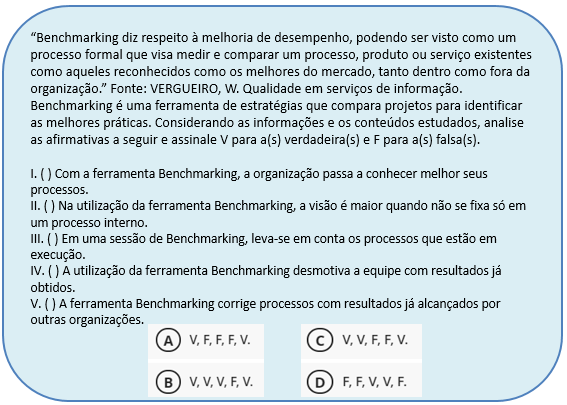 “Benchmarking diz respeito à melhoria de desempenho, podendo ser visto como um
processo formal que visa medir e comparar um processo, produto ou serviço existentes
como aqueles reconhecidos como os melhores do mercado, tanto dentro como fora da
organização.” Fonte: VERGUEIRO, W. Qualidade em serviços de informação.
Benchmarking é uma ferramenta de estratégias que compara projetos para identificar
as melhores práticas. Considerando as informações e os conteúdos estudados, analise
as afirmativas a seguir e assinale V para a(s) verdadeira(s) e F para a(s) falsa(s).
I. ( ) Com a ferramenta Benchmarking, a organização passa a conhecer melhor seus
processos.
II. ( ) Na utilização da ferramenta Benchmarking, a visão é maior quando não se fixa só em
um processo interno.
III. ( ) Em uma sessão de Benchmarking, leva-se em conta os processos que estão em
execução.
IV. ( ) A utilização da ferramenta Benchmarking desmotiva a equipe com resultados já
obtidos.
V. ( ) A ferramenta Benchmarking corrige processos com resultados já alcançados por
outras organizações.
A V, F, F, F, V.
B V, V, V, F, V.
C V, V, F, F, V.
D F, F, V, V, F.